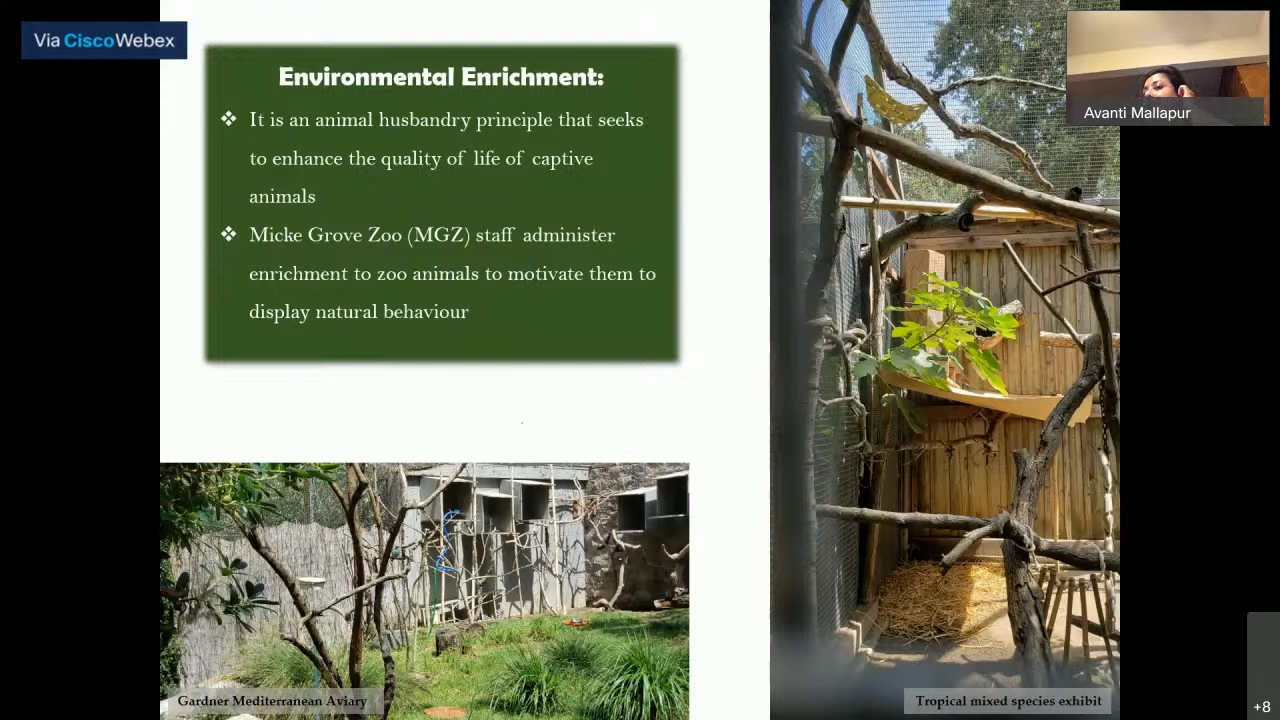 Via Cisco Webex
Environmental Enrichment:
❖ It is an animal husbandry principle that seeks
to enhance the quality of life of captive
animals
❖ Micke Grove Zoo (MGZ) staff administer
enrichment to zoo animals to motivate them to
display natural behaviour
Avanti Mallapur
Gardner Mediterranean Aviary
Tropical mixed species exhibit
+8